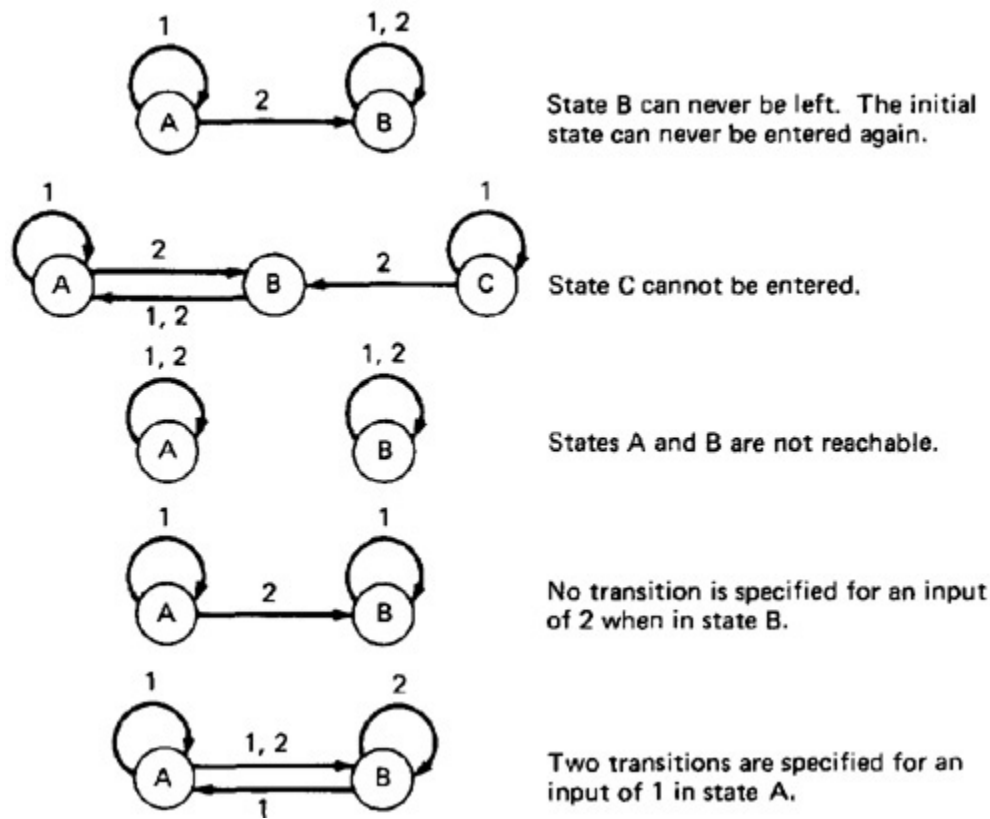 1
1, 2
2
A
B
State B can never be left. The initial
state can never be entered again.
1
1
2
2
A
B
C
1, 2
State C cannot be entered.
1, 2
1, 2
A
B
States A and B are not reachable.
1
1
2
A
B
No transition is specified for an input
of 2 when in state B.
1
2
1, 2
A
B
1
Two transitions are specified for an
input of 1 in state A.